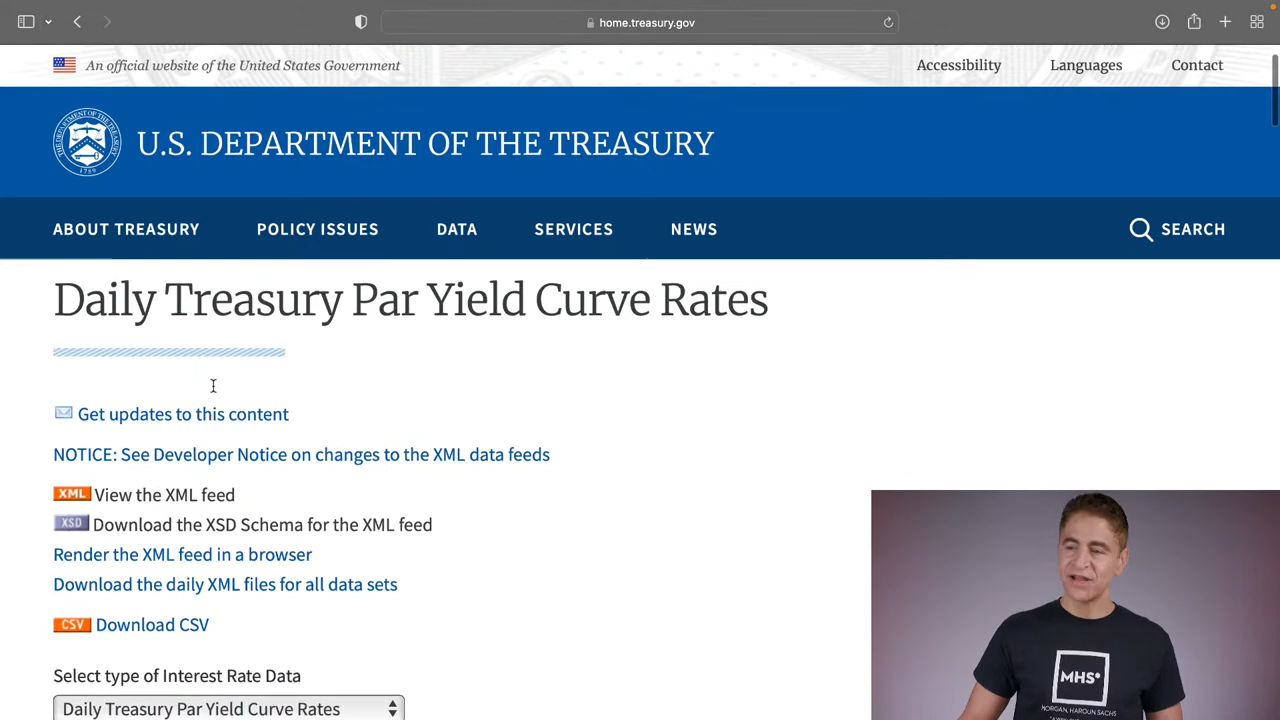 home.treasury.gov
An official website of the United States Government
Accessibility
Languages
Contact
U.S. DEPARTMENT OF THE TREASURY
ABOUT TREASURY
POLICY ISSUES
DATA
SERVICES
NEWS
SEARCH
Daily Treasury Par Yield Curve Rates
Get updates to this content
NOTICE: See Developer Notice on changes to the XML data feeds
XML View the XML feed
XSD Download the XSD Schema for the XML feed
Render the XML feed in a browser
Download the daily XML files for all data sets
CSV Download CSV
Select type of Interest Rate Data
Daily Treasury Par Yield Curve Rates
MHS
MORGAN, HAROUN SACHS